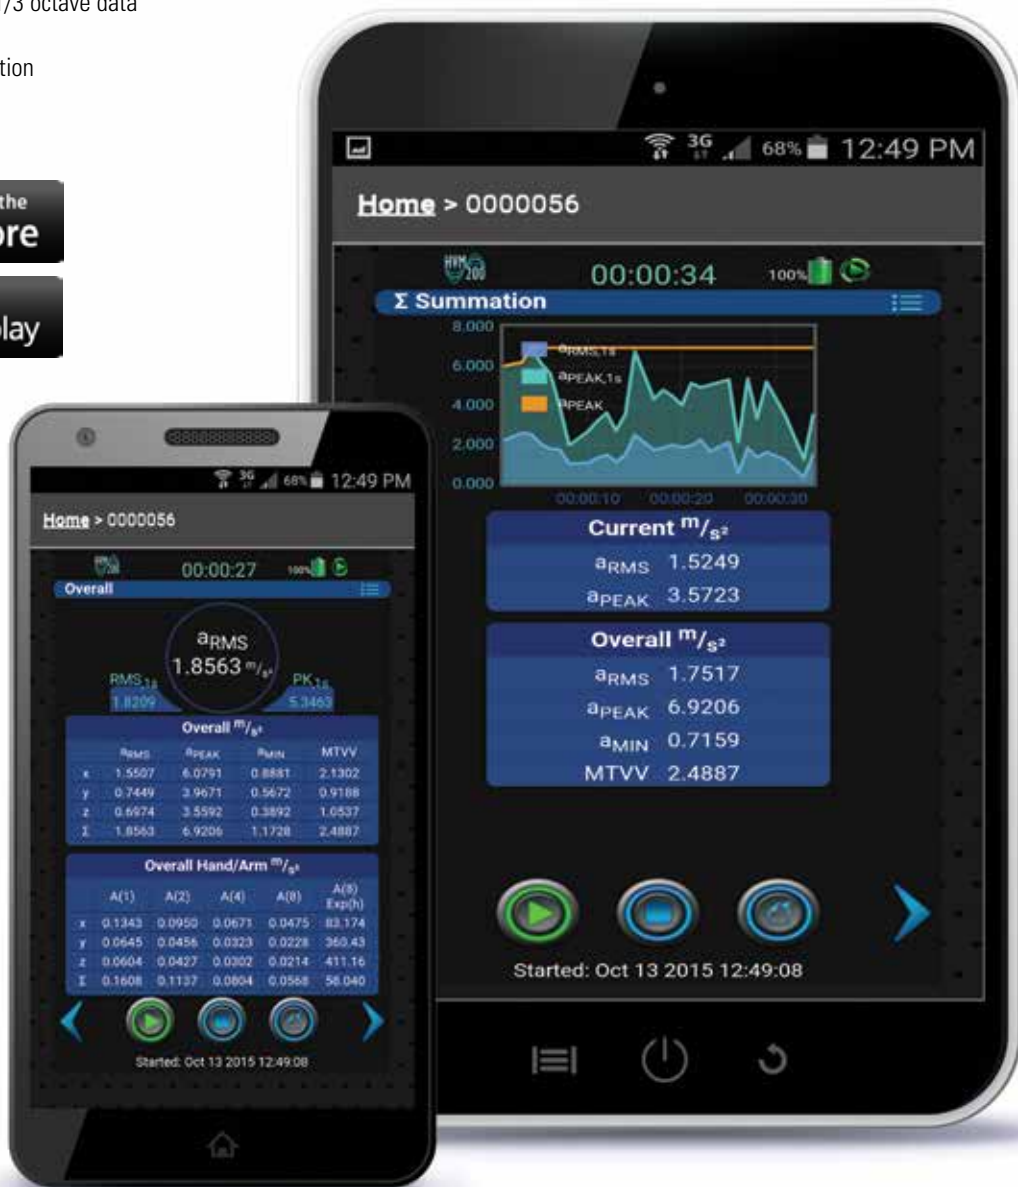 1/3 octave data
tion
the
ore
lay
3G 68% 12:49 PM
Home > 0000056
HVM 200
00:00:34 100%
Σ Summation
8.000
6.000
4.000
2.000
0.000
aRMS,1s
aPEAK,1s
aPEAK
00:00:10 00:00:20 00:00:30
Current m/s²
aRMS 1.5249
aPEAK 3.5723
Overall m/s²
aRMS 1.7517
aPEAK 6.9206
aMIN 0.7159
MTVV 2.4887
Started: Oct 13 2015 12:49:08
3G 68% 12:49 PM
Home > 0000056
00:00:27 100%
Overall
aRMS
1.8563 m/s²
RMS,1s PK,1s
1.8209 5.3463
Overall m/s²
aRMS aPEAK aMIN MTVV
x 1.5507 6.0791 0.8881 2.1302
y 0.7449 3.9671 0.5672 0.9188
z 0.6974 3.5592 0.3892 1.0537
Σ 1.8563 6.9206 1.1728 2.4887
Overall Hand/Arm m/s²
A(1) A(2) A(4) A(8) A(8) Exp(h)
x 0.1343 0.0950 0.0671 0.0475 83.174
y 0.0645 0.0456 0.0323 0.0228 360.43
z 0.0604 0.0427 0.0302 0.0214 411.16
Σ 0.1608 0.1137 0.0804 0.0568 58.040
Started: Oct 13 2015 12:49:08